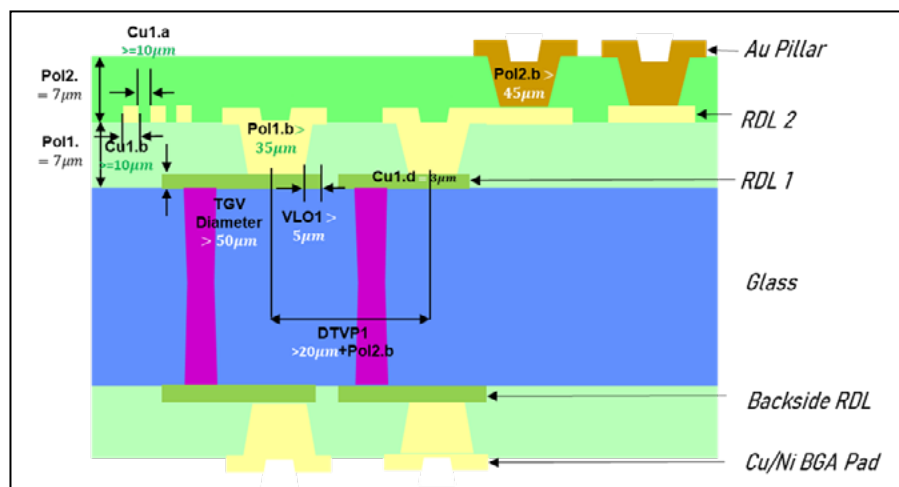 Cu1.a
>=10μm
Au Pillar
Pol2.
= 7μm
Pol2.b >
45μm
RDL 2
Pol1.b>
35μm
Pol1.
= 7μm
Cu1.b
>=10μm
Cu1.d = 3μm
RDL 1
TGV
Diameter
> 50μm
VLO1 >
5μm
Glass
DTVP1
>20μm+Pol2.b
Backside RDL
Cu/Ni BGA Pad